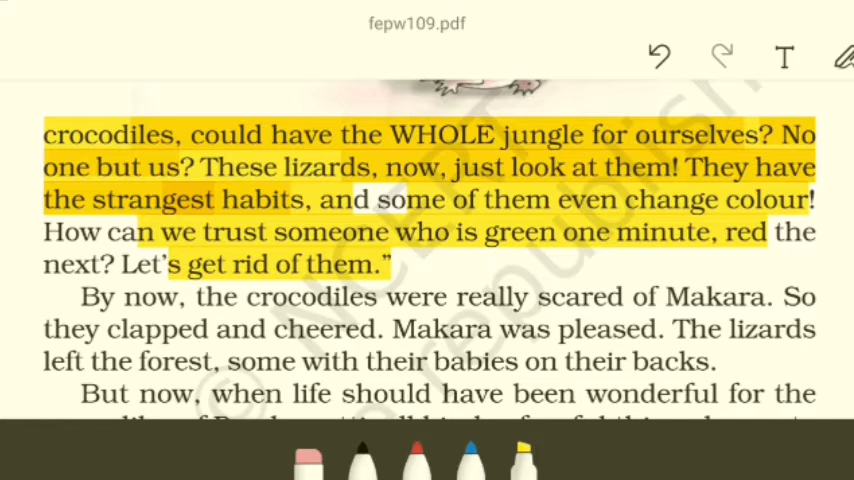 fepw109.pdf
T
crocodiles, could have the WHOLE jungle for ourselves? No
one but us? These lizards, now, just look at them! They have
the strangest habits, and some of them even change colour!
How can we trust someone who is green one minute, red the
next? Let's get rid of them."
By now, the crocodiles were really scared of Makara. So
they clapped and cheered. Makara was pleased. The lizards
left the forest, some with their babies on their backs.
But now, when life should have been wonderful for the
© NCERT
republish